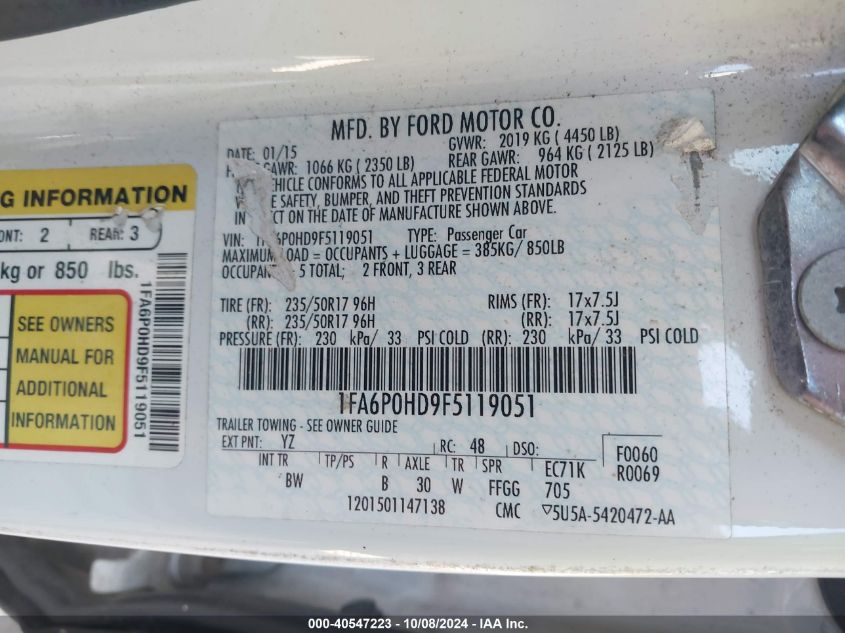 MFD. BY FORD MOTOR CO.
DATE: 01/15 GVWR: 2019 KG ( 4450 LB)
GAWR: 1066 KG ( 2350 LB) REAR GAWR: 964 KG ( 2125 LB)
VEHICLE CONFORMS TO ALL APPLICABLE FEDERAL MOTOR
SAFETY, BUMPER, AND THEFT PREVENTION STANDARDS
IN EFFECT ON THE DATE OF MANUFACTURE SHOWN ABOVE.
VIN: 1FA6P0HD9F5119051 TYPE: Passenger Car
MAXIMUM LOAD = OCCUPANTS + LUGGAGE = 385KG/ 850LB
OCCUPANTS: 5 TOTAL; 2 FRONT, 3 REAR
TIRE (FR): 235/50R17 96H RIMS (FR): 17x7.5J
(RR): 235/50R17 96H (RR): 17x7.5J
PRESSURE (FR): 230 kPa/ 33 PSI COLD (RR): 230 kPa/ 33 PSI COLD
1FA6P0HD9F5119051
TRAILER TOWING - SEE OWNER GUIDE
EXT PNT: YZ RC: 48 DSO: F0060
R0069
INT TR TP/PS R AXLE TR SPR EC71K
BW B 30 W FFGG 705
1201501147138 CMC ▽5U5A-5420472-AA
G INFORMATION
ONT: 2 REAR: 3
kg or 850 lbs.
SEE OWNERS
MANUAL FOR
ADDITIONAL
INFORMATION
1FA6P0HD9F5119051
000-40547223 - 10/08/2024 - IAA Inc.